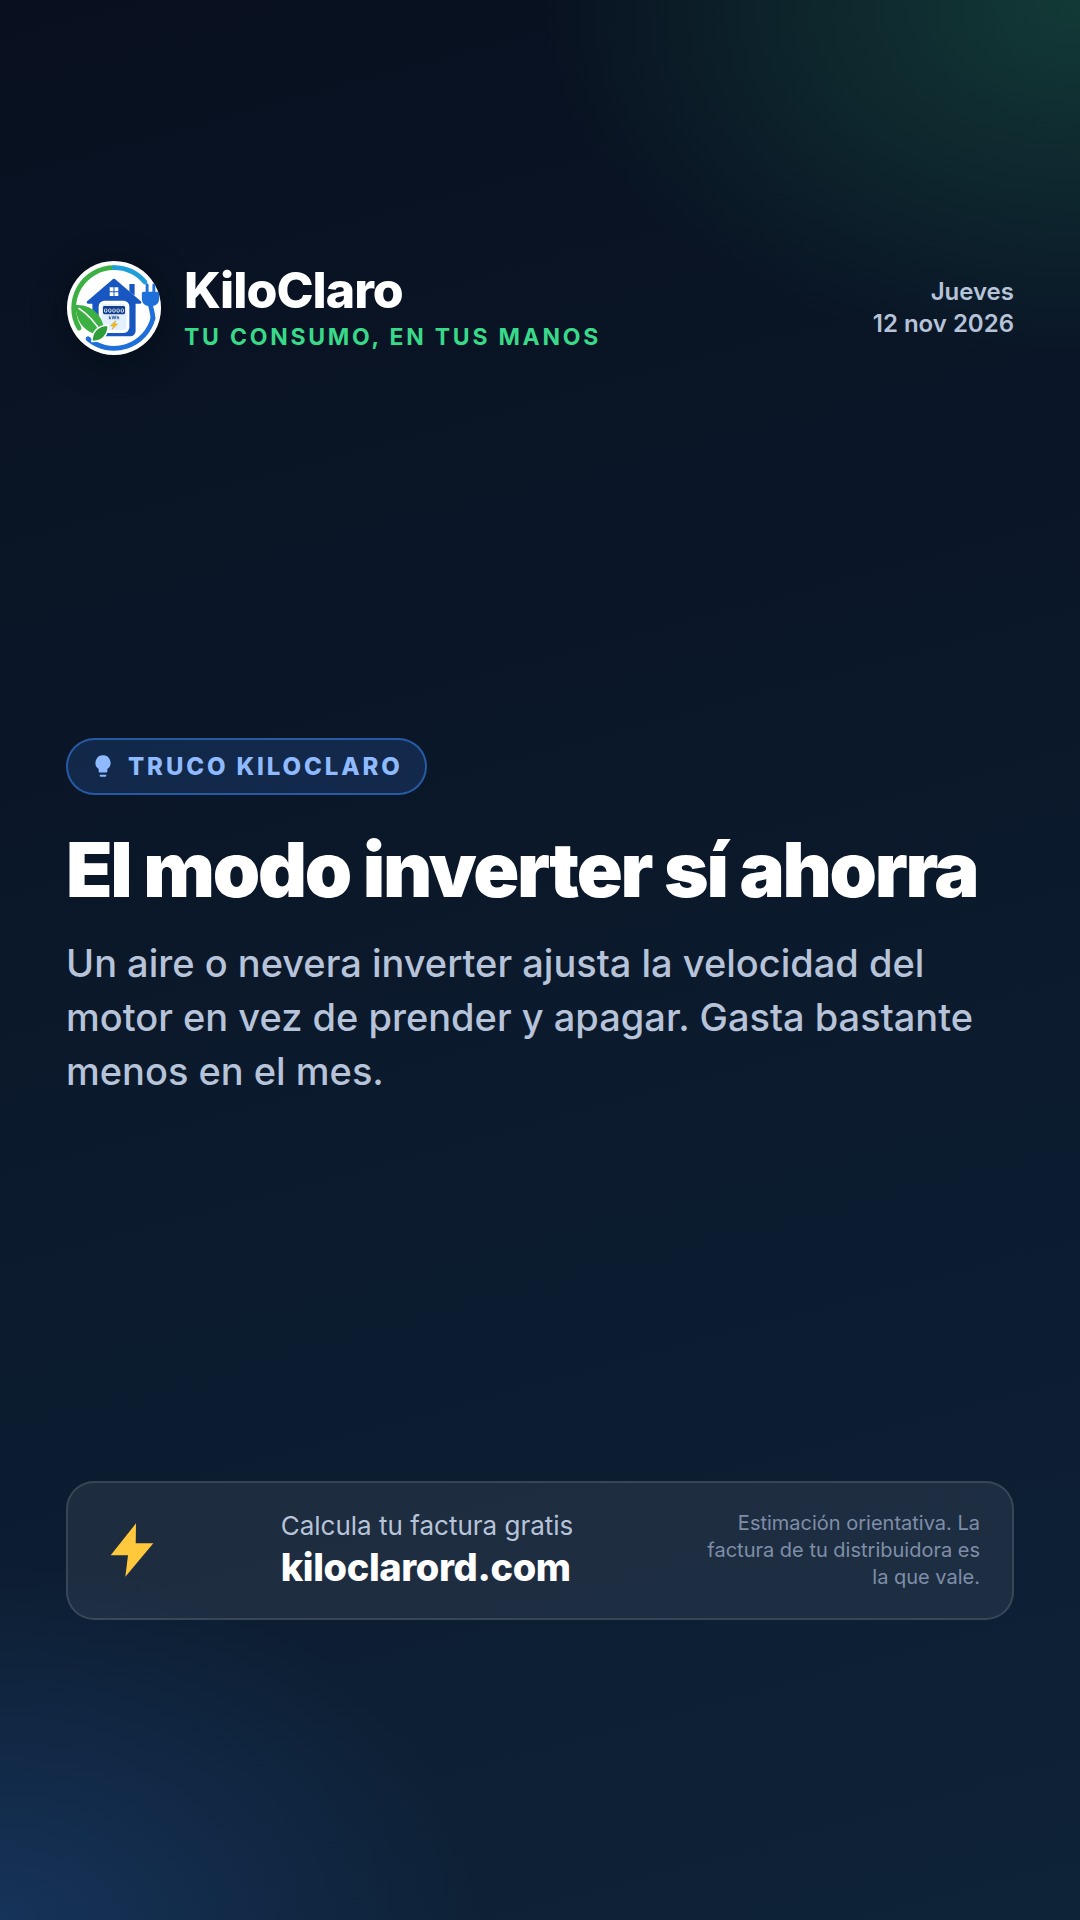 KiloClaro
TU CONSUMO, EN TUS MANOS
Jueves
12 nov 2026
TRUCO KILOCLARO
El modo inverter sí ahorra
Un aire o nevera inverter ajusta la velocidad del
motor en vez de prender y apagar. Gasta bastante
menos en el mes.
Calcula tu factura gratis
kiloclarord.com
Estimación orientativa. La
factura de tu distribuidora es
la que vale.